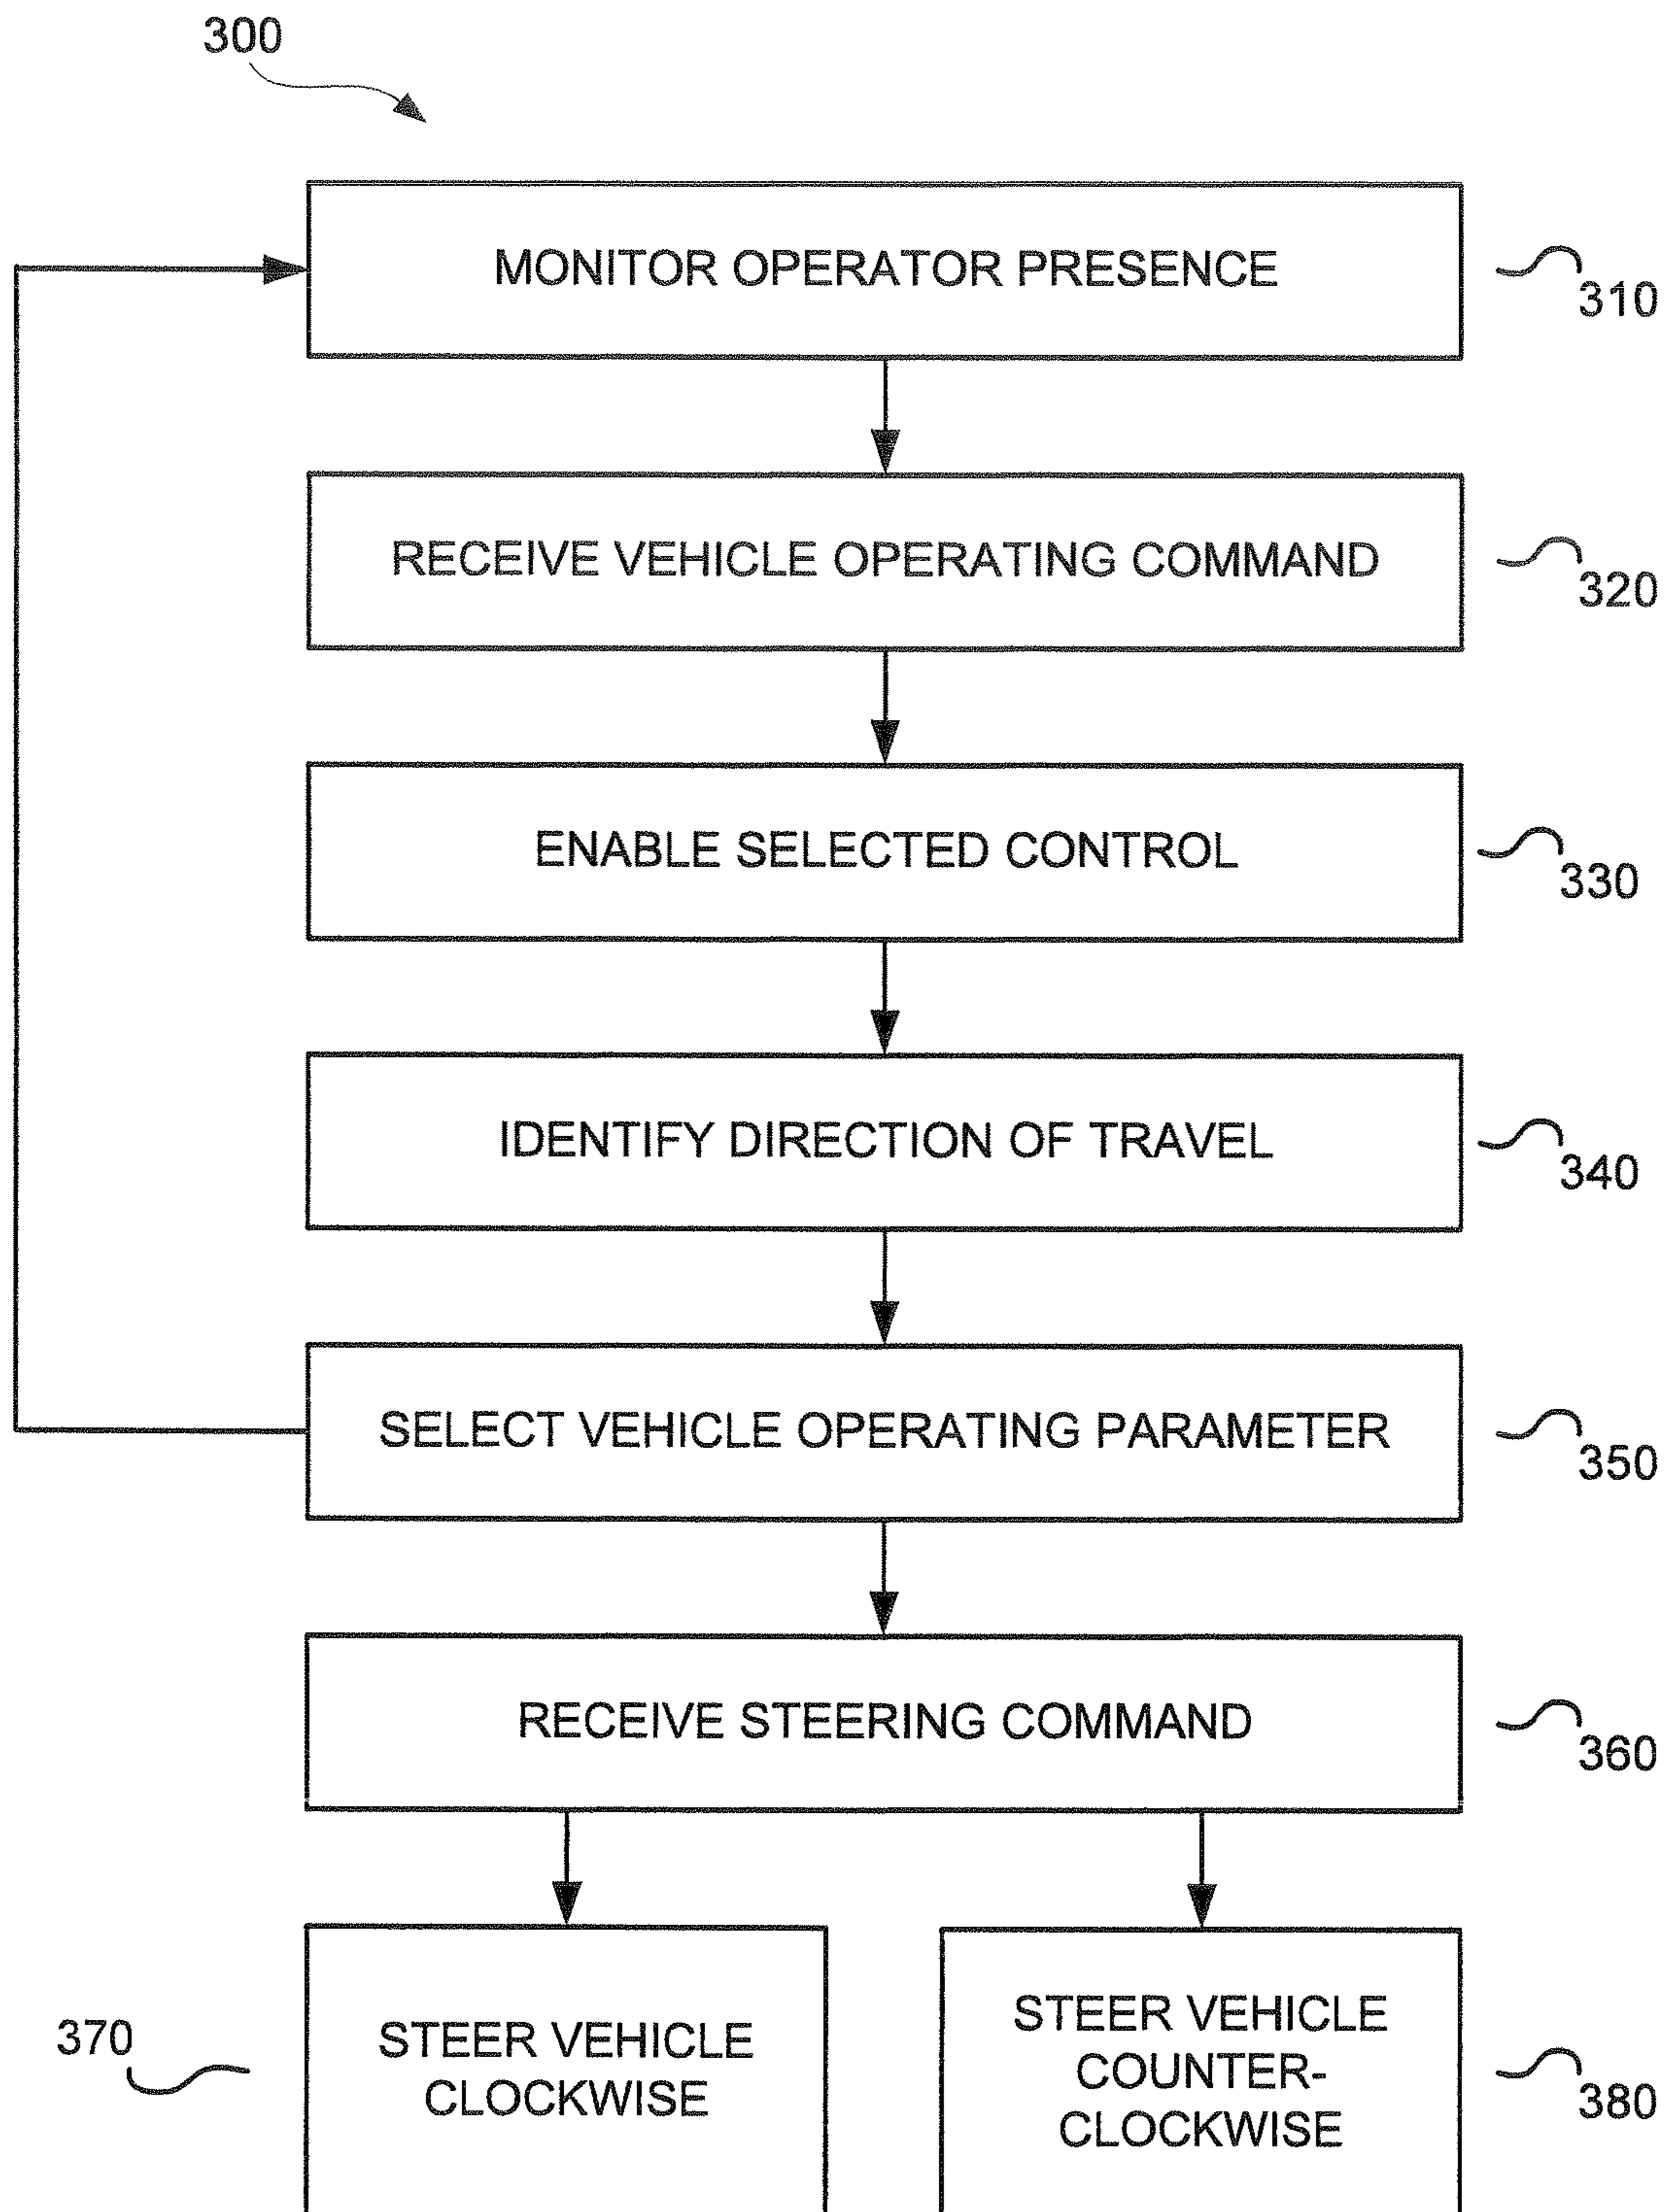 300
MONITOR OPERATOR PRESENCE
310
RECEIVE VEHICLE OPERATING COMMAND
320
ENABLE SELECTED CONTROL
330
IDENTIFY DIRECTION OF TRAVEL
340
SELECT VEHICLE OPERATING PARAMETER
350
RECEIVE STEERING COMMAND
360
370
STEER VEHICLE
CLOCKWISE
STEER VEHICLE
COUNTER-
CLOCKWISE
380